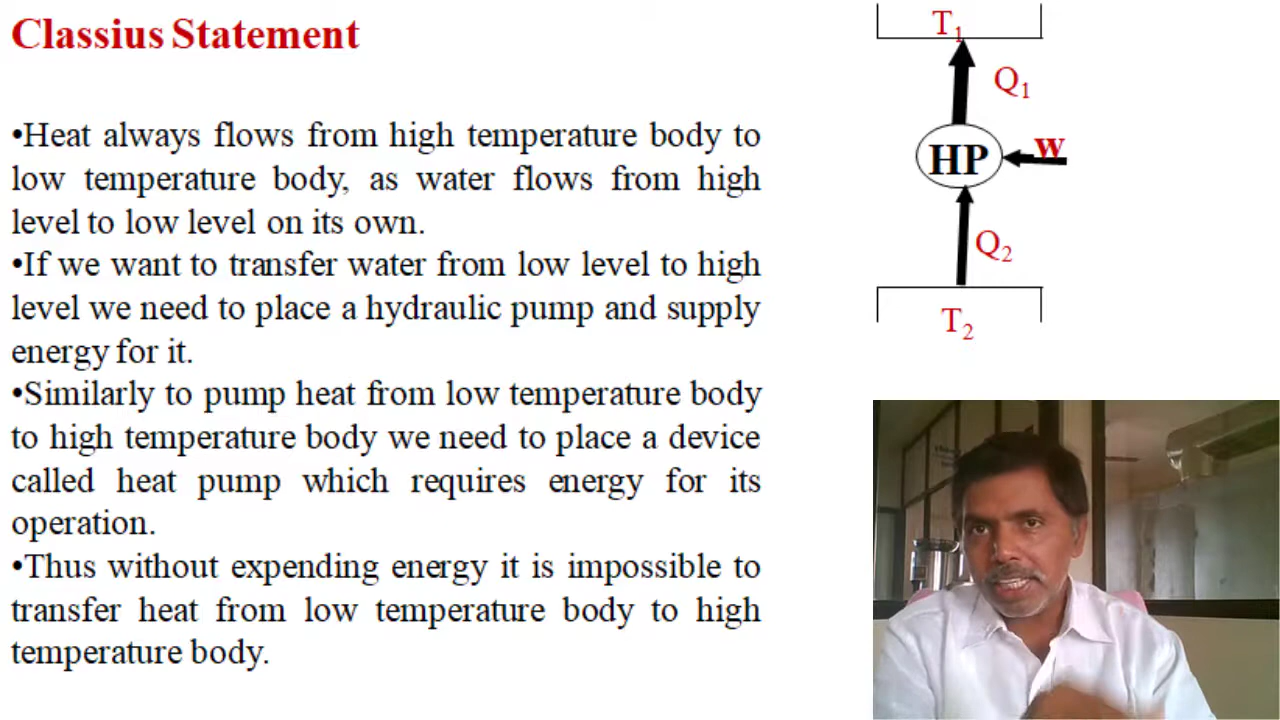 Classius Statement
•Heat always flows from high temperature body to
low temperature body, as water flows from high
level to low level on its own.
•If we want to transfer water from low level to high
level we need to place a hydraulic pump and supply
energy for it.
•Similarly to pump heat from low temperature body
to high temperature body we need to place a device
called heat pump which requires energy for its
operation.
•Thus without expending energy it is impossible to
transfer heat from low temperature body to high
temperature body.
T₁
Q₁
HP
w
Q₂
T₂